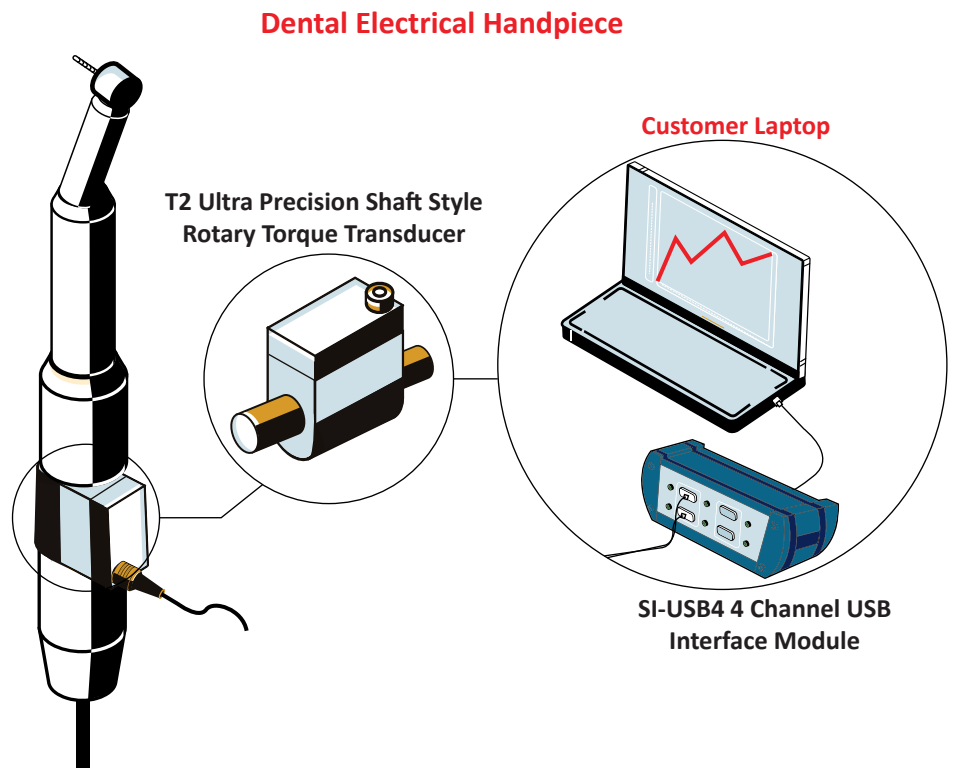 Dental Electrical Handpiece
Customer Laptop
T2 Ultra Precision Shaft Style
Rotary Torque Transducer
SI-USB4 4 Channel USB
Interface Module